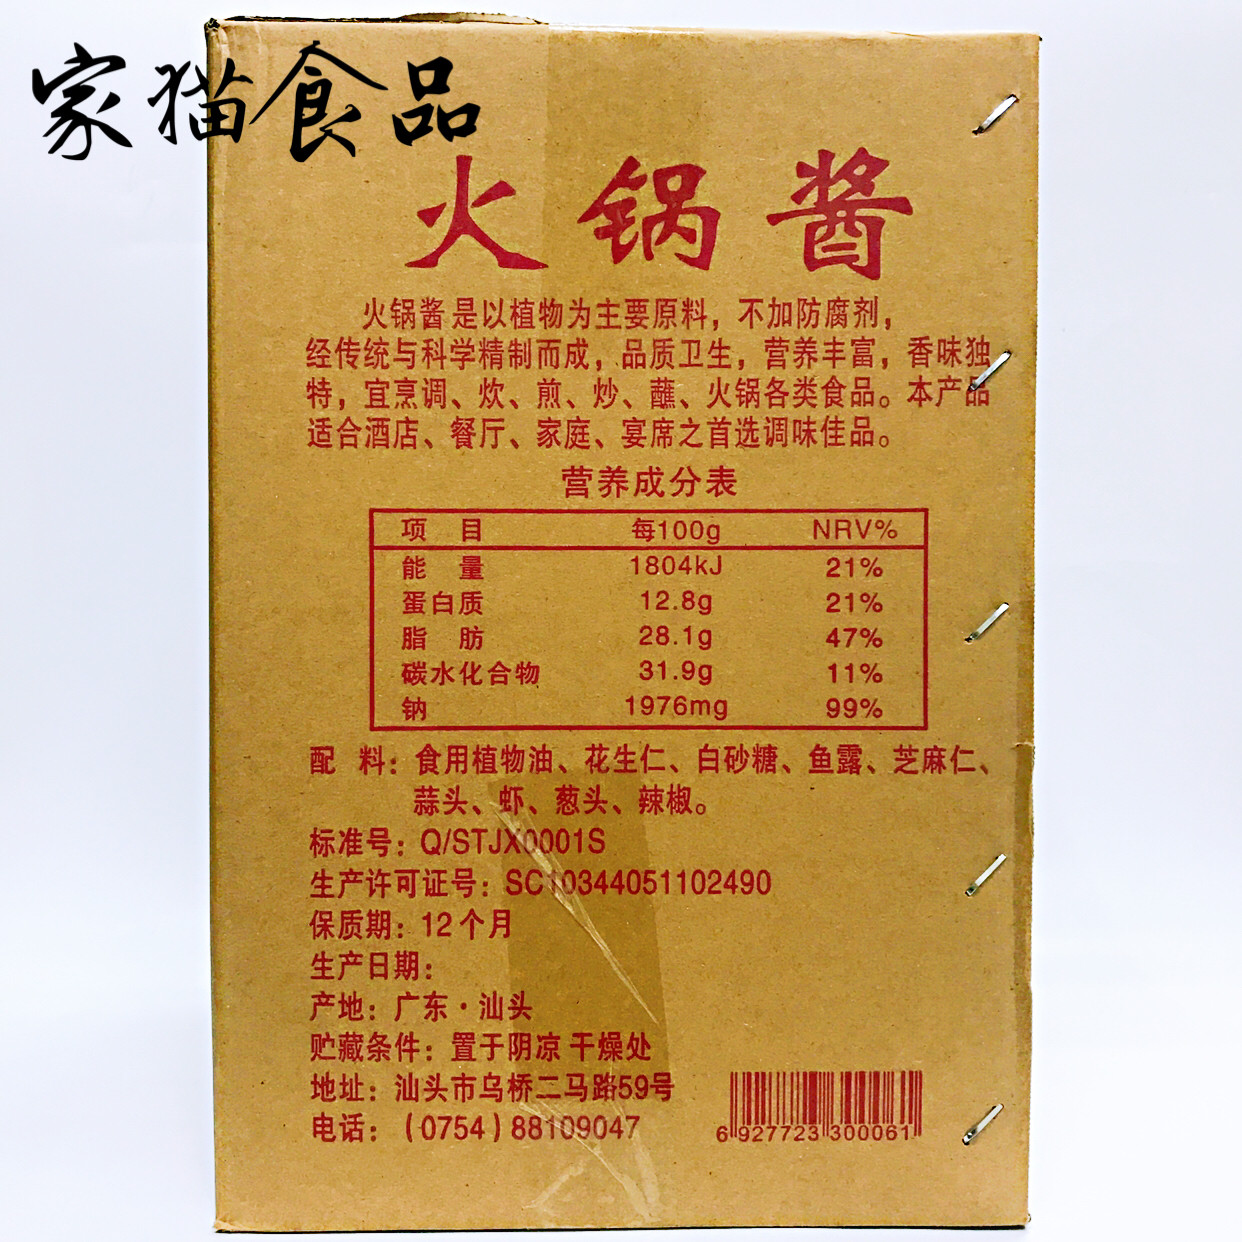 家猫食品
火锅酱
火锅酱是以植物为主要原料，不加防腐剂，
经传统与科学精制而成，品质卫生，营养丰富，香味独
特，宜烹调、炊、煎、炒、蘸、火锅各类食品。本产品
适合酒店、餐厅、家庭、宴席之首选调味佳品。
营养成分表
项 目 每100g NRV%
能 量 1804kJ 21%
蛋白质 12.8g 21%
脂 肪 28.1g 47%
碳水化合物 31.9g 11%
钠 1976mg 99%
配 料：食用植物油、花生仁、白砂糖、鱼露、芝麻仁、
蒜头、虾、葱头、辣椒。
标准号：Q/STJX0001S
生产许可证号：SC10344051102490
保质期：12个月
生产日期：
产地：广东·汕头
贮藏条件：置于阴凉 干燥处
地址：汕头市乌桥二马路59号
电话：(0754) 88109047
6 927723 300061